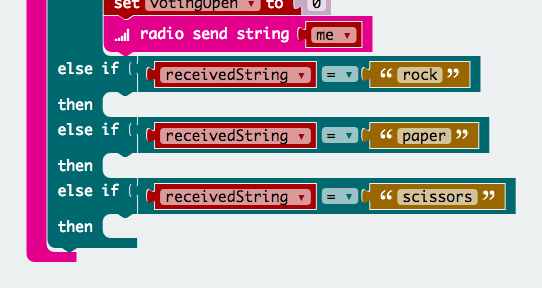 set votingOpen ▾ to 0
radio send string me ▾
else if receivedString ▾ = ▾ “ rock ”
then
else if receivedString ▾ = ▾ “ paper ”
then
else if receivedString ▾ = ▾ “ scissors ”
then